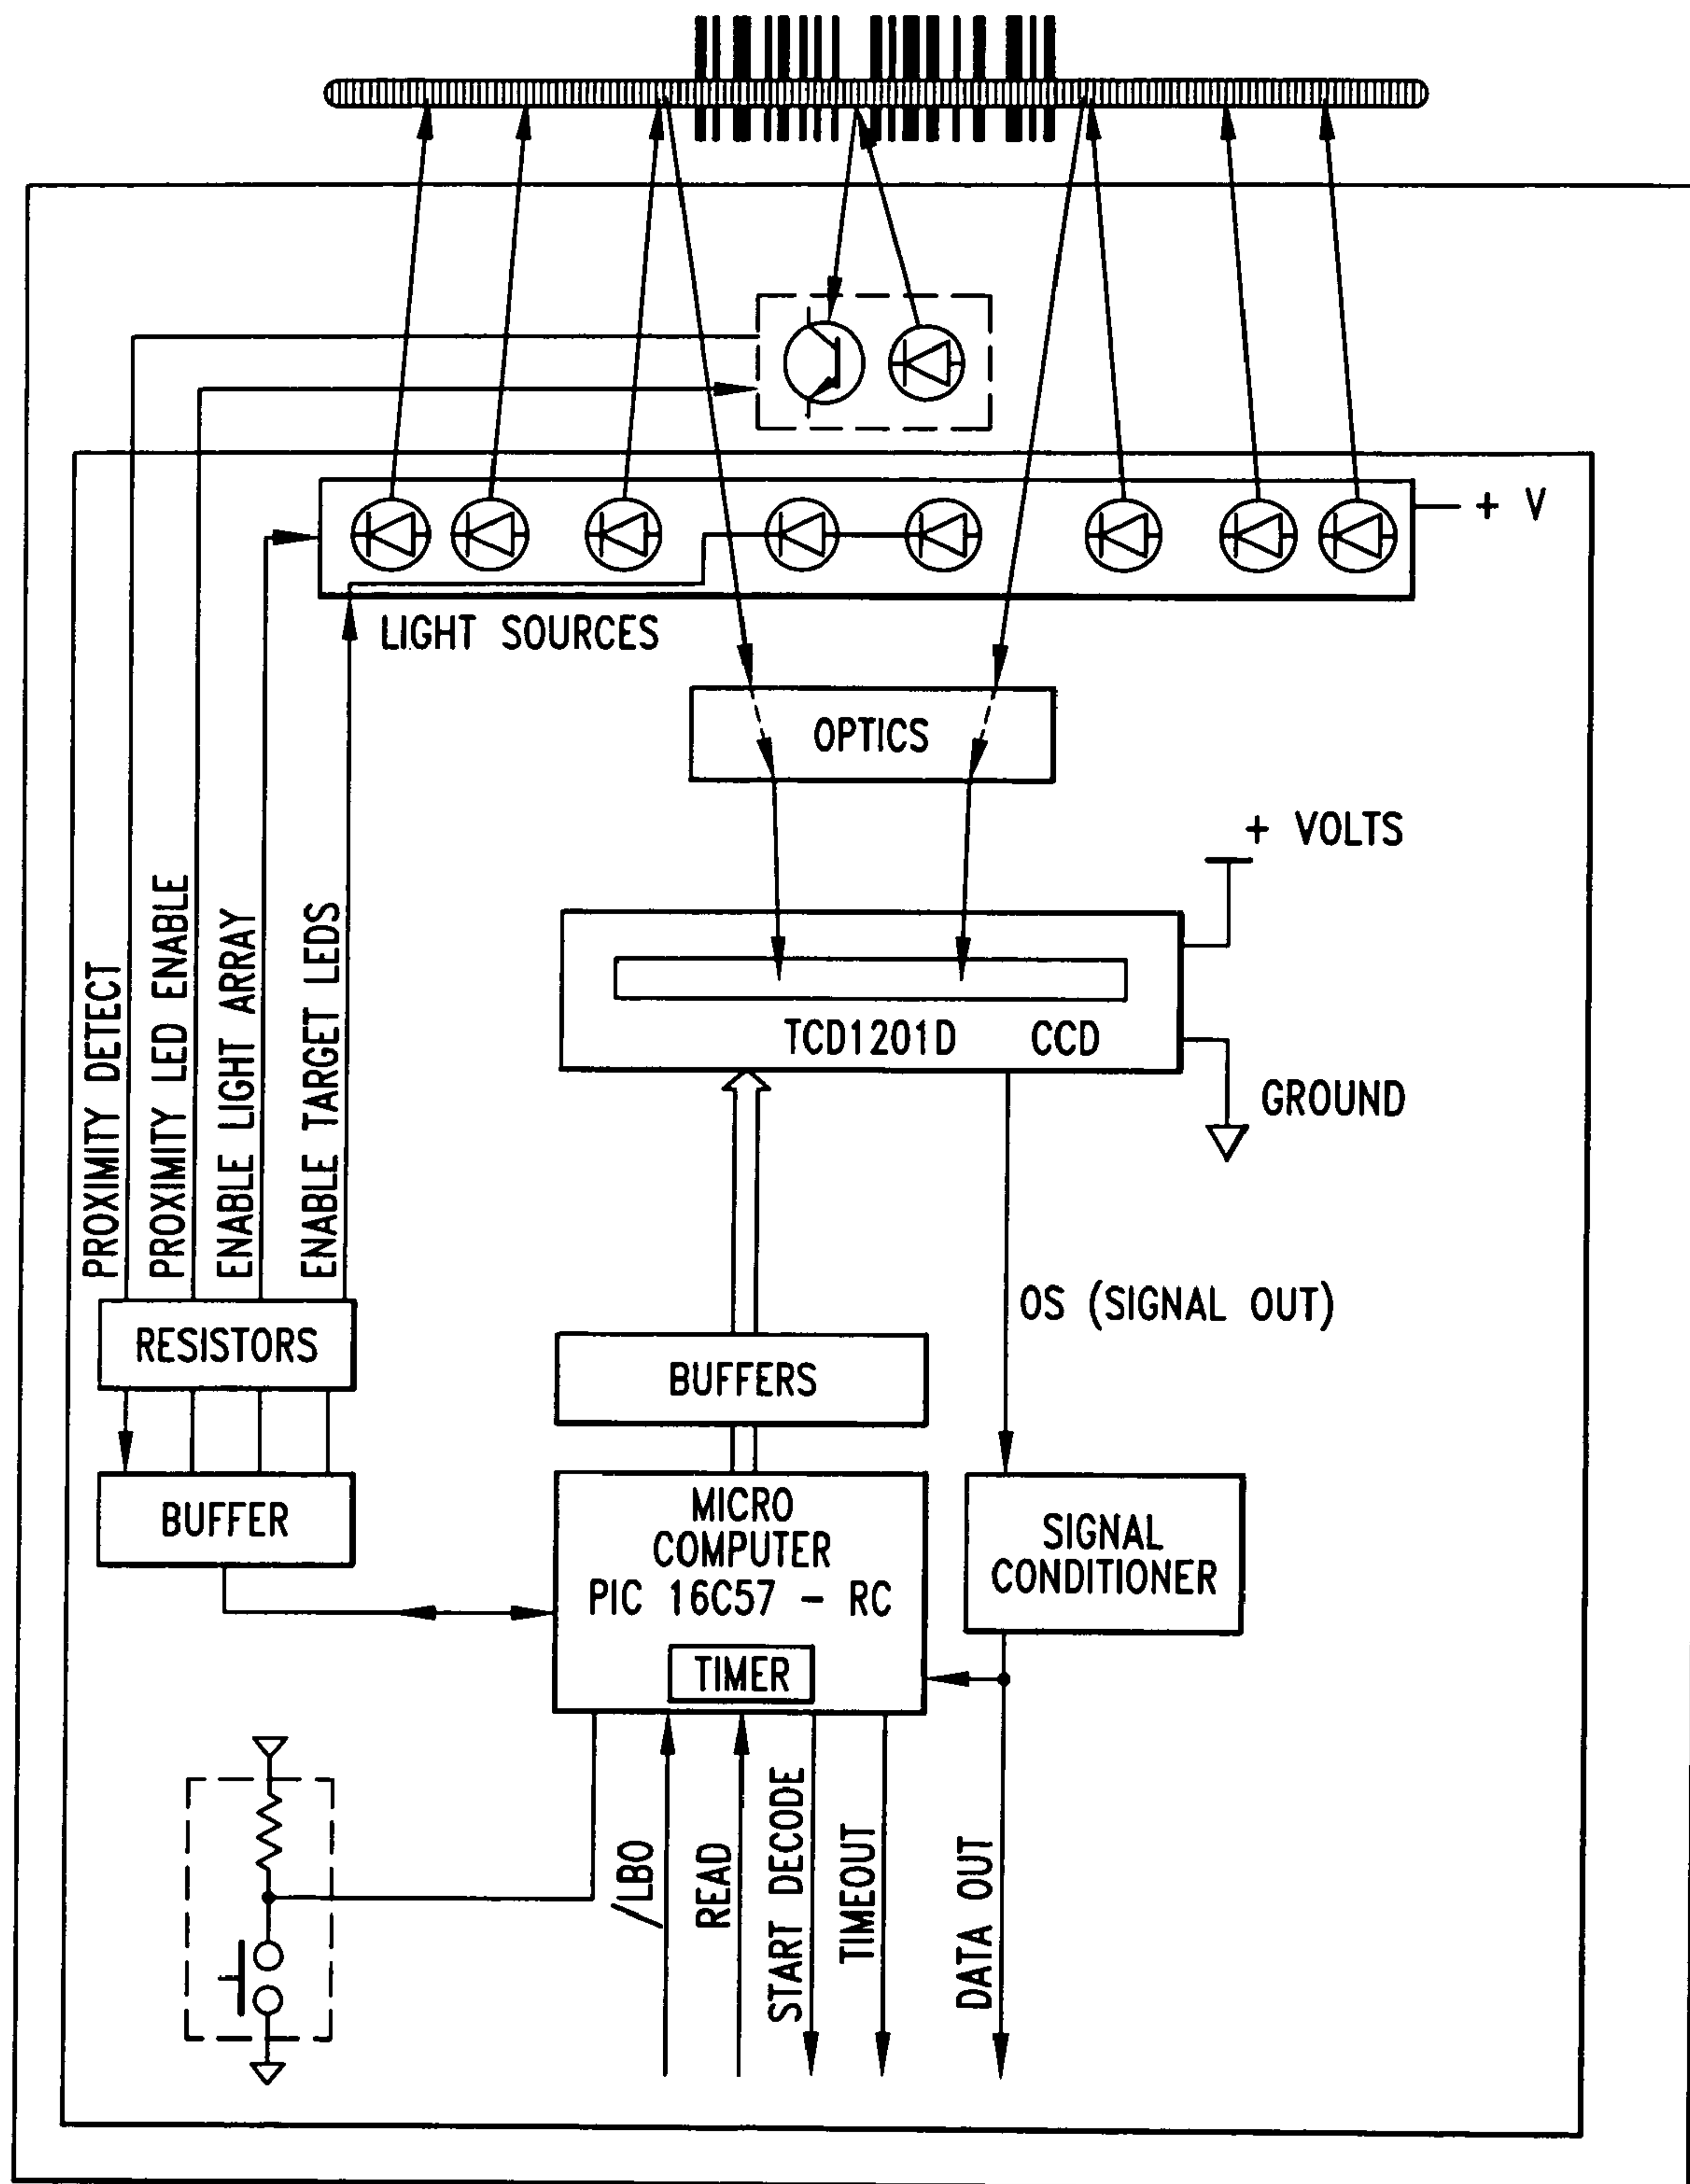 + V
LIGHT SOURCES
OPTICS
+ VOLTS
TCD1201D CCD
GROUND
PROXIMITY DETECT
PROXIMITY LED ENABLE
ENABLE LIGHT ARRAY
ENABLE TARGET LEDS
OS (SIGNAL OUT)
RESISTORS
BUFFERS
BUFFER
MICRO
COMPUTER
PIC 16C57 - RC
TIMER
SIGNAL
CONDITIONER
/LBO
READ
START DECODE
TIMEOUT
DATA OUT